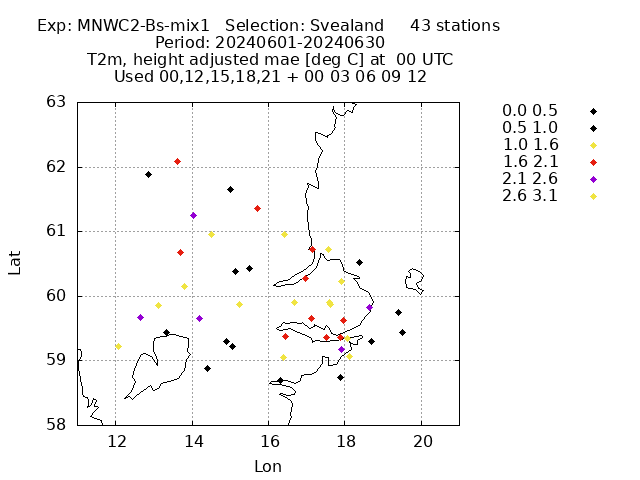 Exp: MNWC2-Bs-mix1   Selection: Svealand     43 stations
Period: 20240601-20240630
T2m, height adjusted mae [deg C] at  00 UTC
Used 00,12,15,18,21 + 00 03 06 09 12
63
62
61
60
59
58
Lat
12 14 16 18 20
Lon
0.0 0.5
0.5 1.0
1.0 1.6
1.6 2.1
2.1 2.6
2.6 3.1